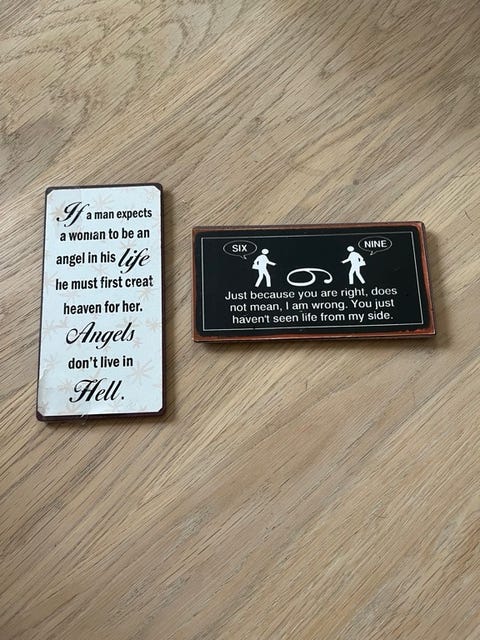 If a man expects
a woman to be an
angel in his life
he must first creat
heaven for her.
Angels
don't live in
Hell.
SIX
NINE
Just because you are right, does
not mean, I am wrong. You just
haven't seen life from my side.